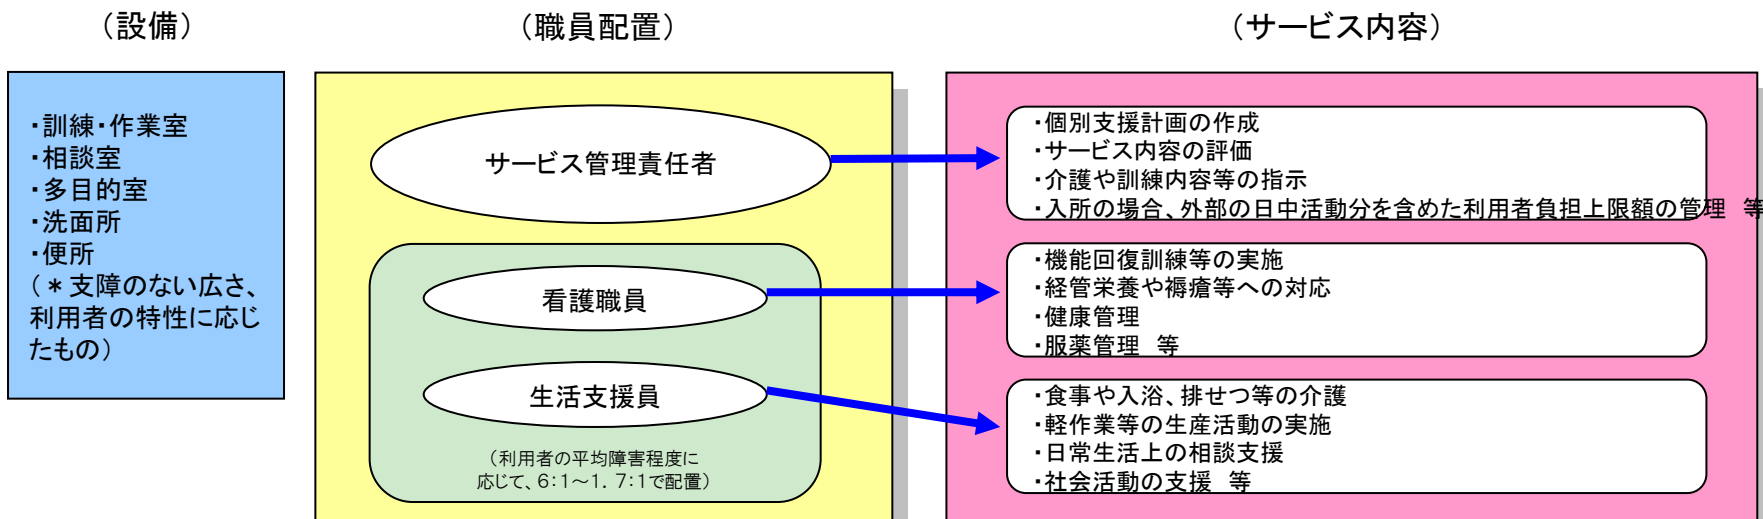 （設備）
・訓練・作業室
・相談室
・多目的室
・洗面所
・便所
（＊支障のない広さ、
利用者の特性に応じ
たもの）
（職員配置）
サービス管理責任者
看護職員
生活支援員
（利用者の平均障害程度に
応じて、６：１～１．７：１で配置）
（サービス内容）
・個別支援計画の作成
・サービス内容の評価
・介護や訓練内容等の指示
・入所の場合、外部の日中活動分を含めた利用者負担上限額の管理　等
・機能回復訓練等の実施
・経管栄養や褥瘡等への対応
・健康管理
・服薬管理　等
・食事や入浴、排せつ等の介護
・軽作業等の生産活動の実施
・日常生活上の相談支援
・社会活動の支援　等